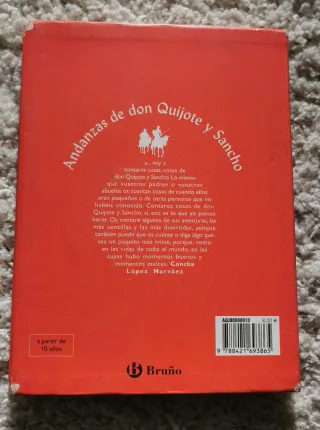 Andanzas de don Quijote y Sancho
o... voy a
contaros cosas, cosas de
don Quijote y Sancho. Lo mismo
que vuestros padres o vuestros
abuelos os cuentan cosas de cuando ellos
eran pequeños o de otras personas que no
habéis conocido. Contaros cosas de don
Quijote y Sancho, sí, eso es lo que yo pienso
hacer. Os contaré algunas de sus aventuras, las
más sencillas y las más divertidas, aunque
también puede que os cuente o diga algo que
sea un poquito más triste, porque, como
en las vidas de todo el mundo, en las
suyas hubo momentos buenos y
momentos malos». Concha
López Narváez
a partir de
10 años
Bruño
8,00 €
9 788421 693865